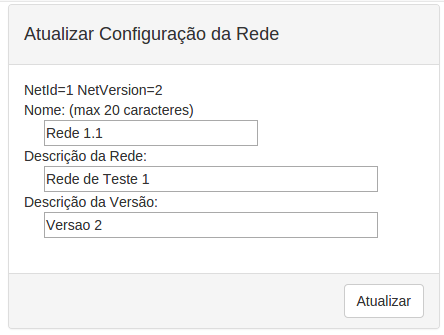 Atualizar Configuração da Rede
NetId=1 NetVersion=2
Nome: (max 20 caracteres)
Rede 1.1
Descrição da Rede:
Rede de Teste 1
Descrição da Versão:
Versao 2
Atualizar